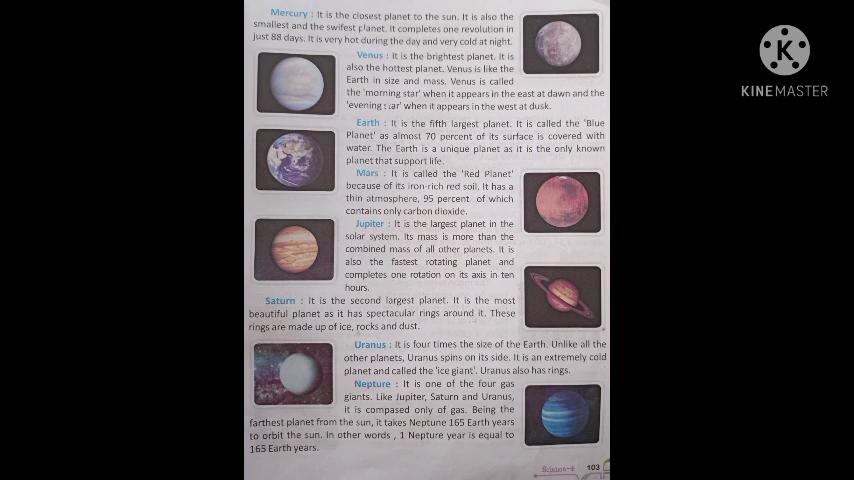 Mercury : It is the closest planet to the sun. It is also the
smallest and the swifest planet. It completes one revolution in
just 88 days. It is very hot during the day and very cold at night.
Venus : It is the brightest planet. It is
also the hottest planet. Venus is like the
Earth in size and mass. Venus is called
the 'morning star' when it appears in the east at dawn and the
'evening star' when it appears in the west at dusk.
Earth : It is the fifth largest planet. It is called the 'Blue
Planet' as almost 70 percent of its surface is covered with
water. The Earth is a unique planet as it is the only known
planet that support life.
Mars : It is called the 'Red Planet'
because of its iron-rich red soil. It has a
thin atmosphere, 95 percent of which
contains only carbon dioxide.
Jupiter : It is the largest planet in the
solar system. Its mass is more than the
combined mass of all other planets. It is
also the fastest rotating planet and
completes one rotation on its axis in ten
hours.
Saturn : It is the second largest planet. It is the most
beautiful planet as it has spectacular rings around it. These
rings are made up of ice, rocks and dust.
Uranus : It is four times the size of the Earth. Unlike all the
other planets, Uranus spins on its side. It is an extremely cold
planet and called the 'ice giant'. Uranus also has rings.
Nepture : It is one of the four gas
giants. Like Jupiter, Saturn and Uranus,
it is compased only of gas. Being the
farthest planet from the sun, it takes Neptune 165 Earth years
to orbit the sun. In other words , 1 Nepture year is equal to
165 Earth years.
Science-4 103
K
KINEMASTER